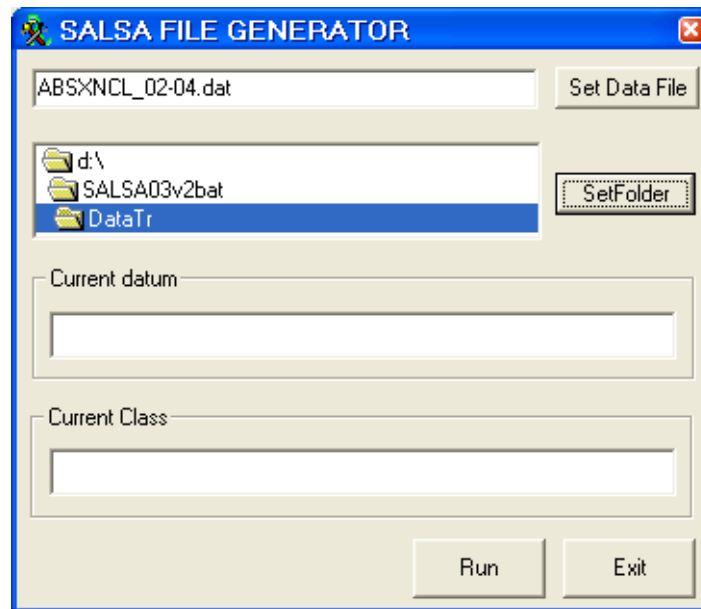 SALSA FILE GENERATOR
ABSXNCL_02-04.dat
Set Data File
d:\
SALSA03v2bat
DataTr
SetFolder
Current datum
Current Class
Run
Exit